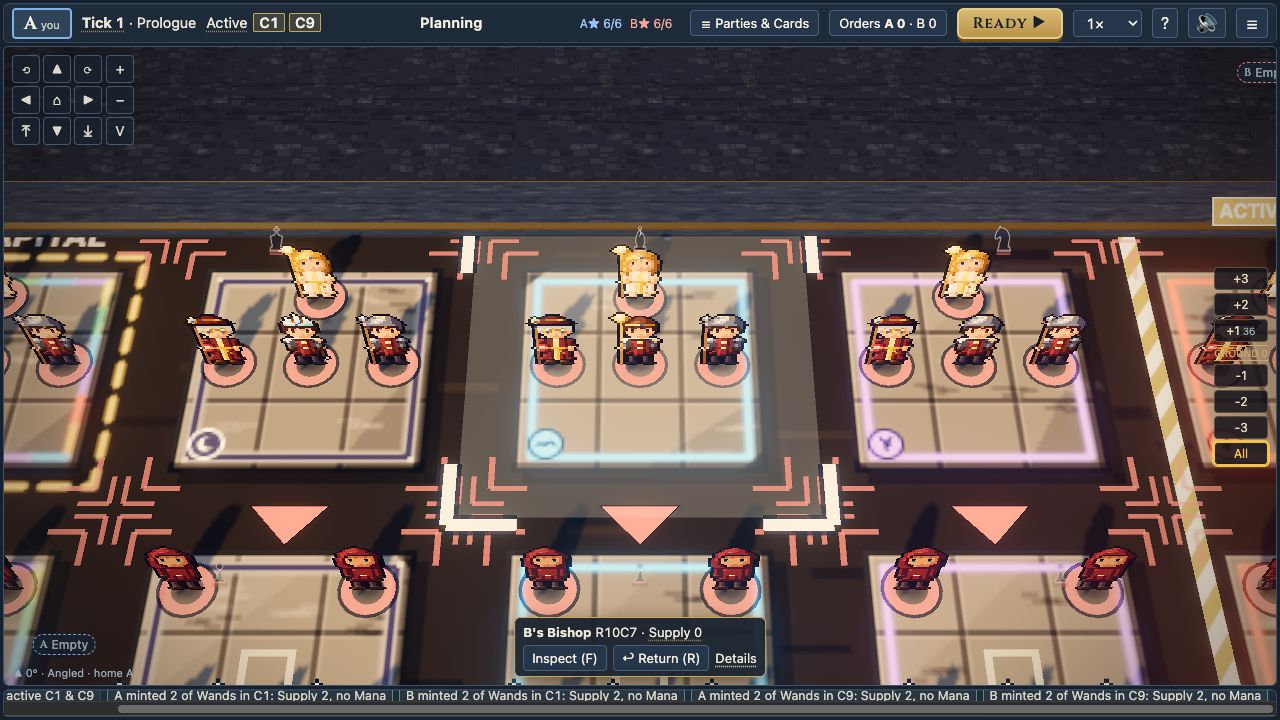 A you
Tick 1 · Prologue Active C1 C9
Planning
A★ 6/6 B★ 6/6
≡ Parties & Cards
Orders A 0 · B 0
READY ▶
1×
?
V
B Emp
ACTIV
+3
+2
+1 36
GROUND 0
-1
-2
-3
All
B's Bishop R10C7 · Supply 0
Inspect (F)
↩ Return (R)
Details
A Empty
▲ 0° · Angled · home A
active C1 & C9 | A minted 2 of Wands in C1: Supply 2, no Mana | B minted 2 of Wands in C1: Supply 2, no Mana | A minted 2 of Wands in C9: Supply 2, no Mana | B minted 2 of Wands in C9: Supply 2, no Mana